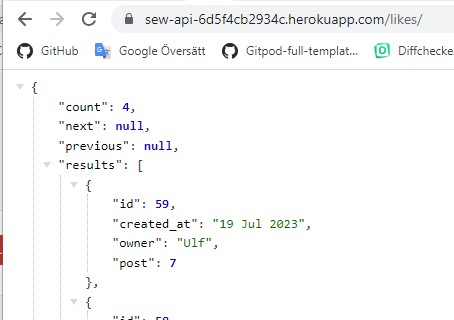 sew-api-6d5f4cb2934c.herokuapp.com/likes/
GitHub Google Översätt Gitpod-full-templat... Diffchecke
{
"count": 4,
"next": null,
"previous": null,
"results": [
{
"id": 59,
"created_at": "19 Jul 2023",
"owner": "Ulf",
"post": 7
},
{